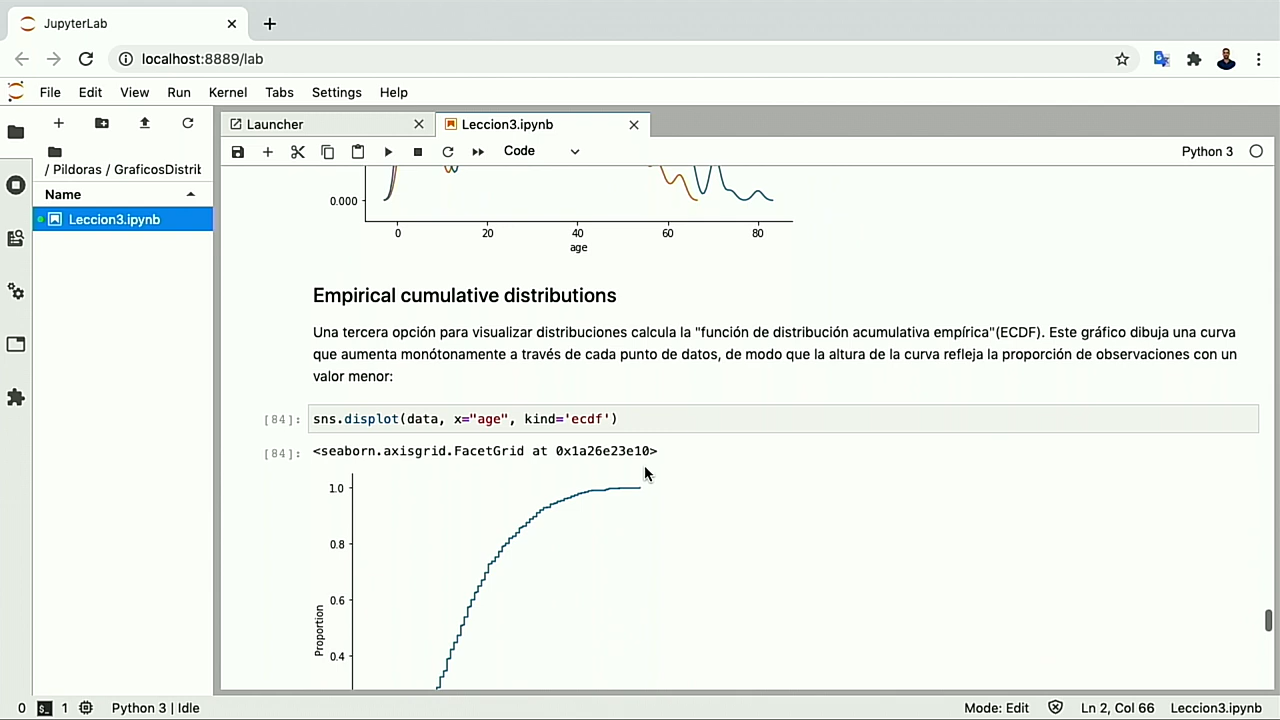 JupyterLab
localhost:8889/lab
File Edit View Run Kernel Tabs Settings Help
Launcher
Leccion3.ipynb
/ Pildoras / GraficosDistrib
Code
Python 3
Name
Leccion3.ipynb
0.000
0 20 40 60 80
age
Empirical cumulative distributions
Una tercera opción para visualizar distribuciones calcula la "función de distribución acumulativa empírica"(ECDF). Este gráfico dibuja una curva
que aumenta monótonamente a través de cada punto de datos, de modo que la altura de la curva refleja la proporción de observaciones con un
valor menor:
[84]: sns.displot(data, x="age", kind='ecdf')
[84]: <seaborn.axisgrid.FacetGrid at 0x1a26e23e10>
1.0
0.8
0.6
0.4
Proportion
0 1 Python 3 | Idle
Mode: Edit Ln 2, Col 66 Leccion3.ipynb